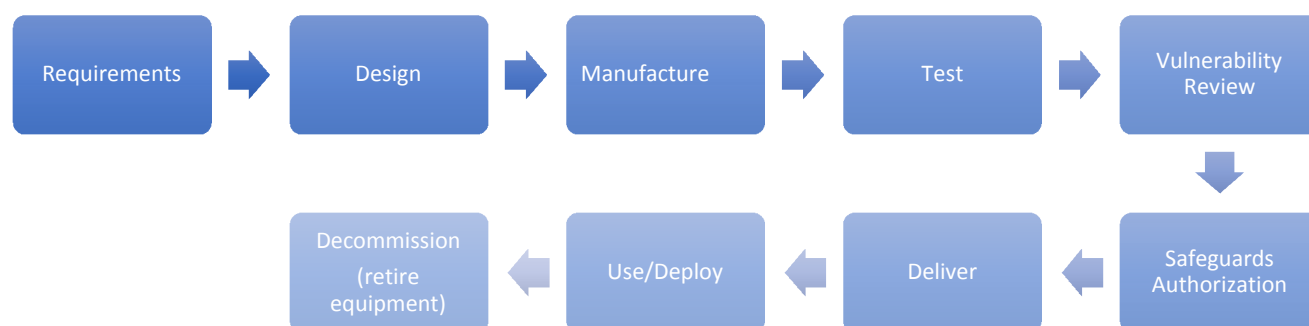 Requirements
Design
Manufacture
Test
Vulnerability
Review
Safeguards
Authorization
Deliver
Use/Deploy
Decommission
(retire
equipment)